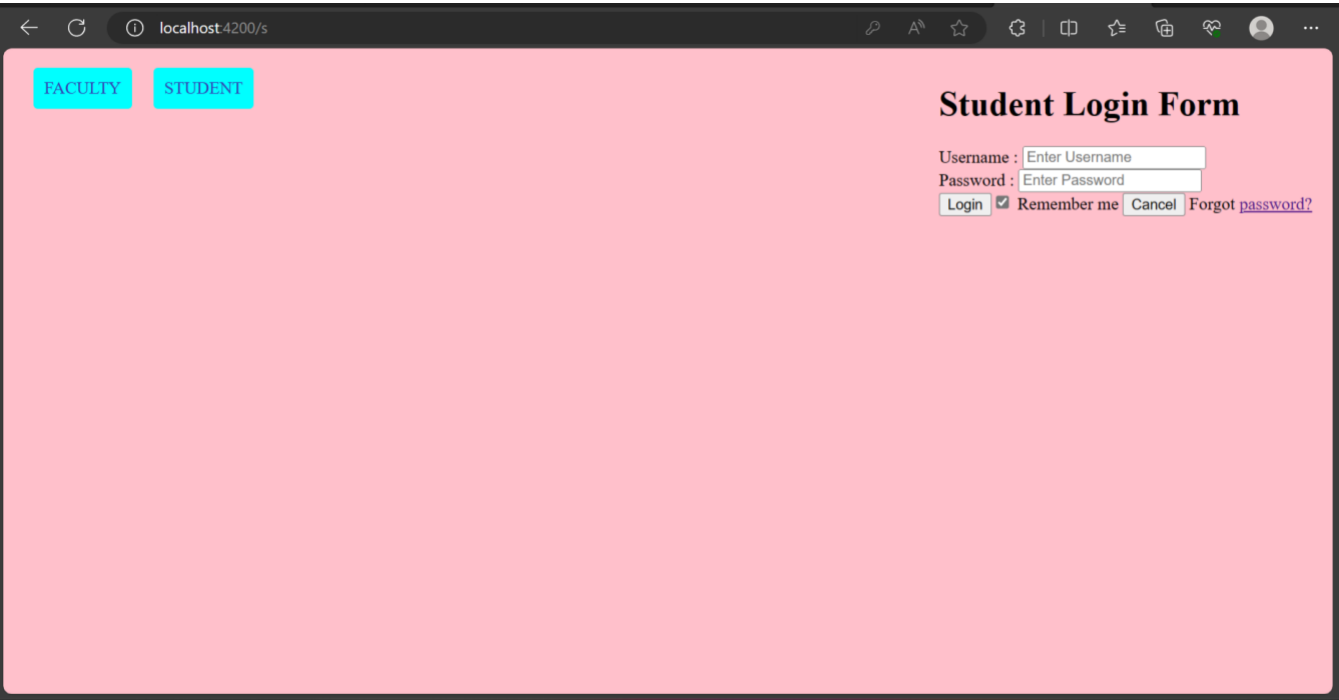 localhost:4200/s
FACULTY STUDENT
Student Login Form
Username : Enter Username
Password : Enter Password
Login Remember me Cancel Forgot password?